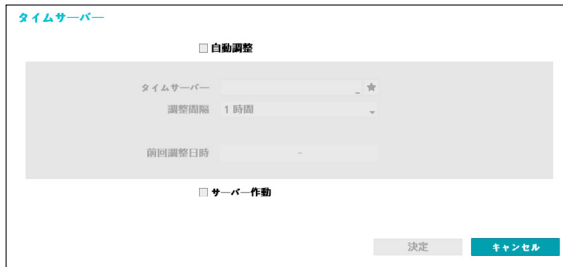 タイムサーバー
自動調整
タイムサーバー
調整間隔 1 時間
前回調整日時 -
サーバー作動
決定 キャンセル